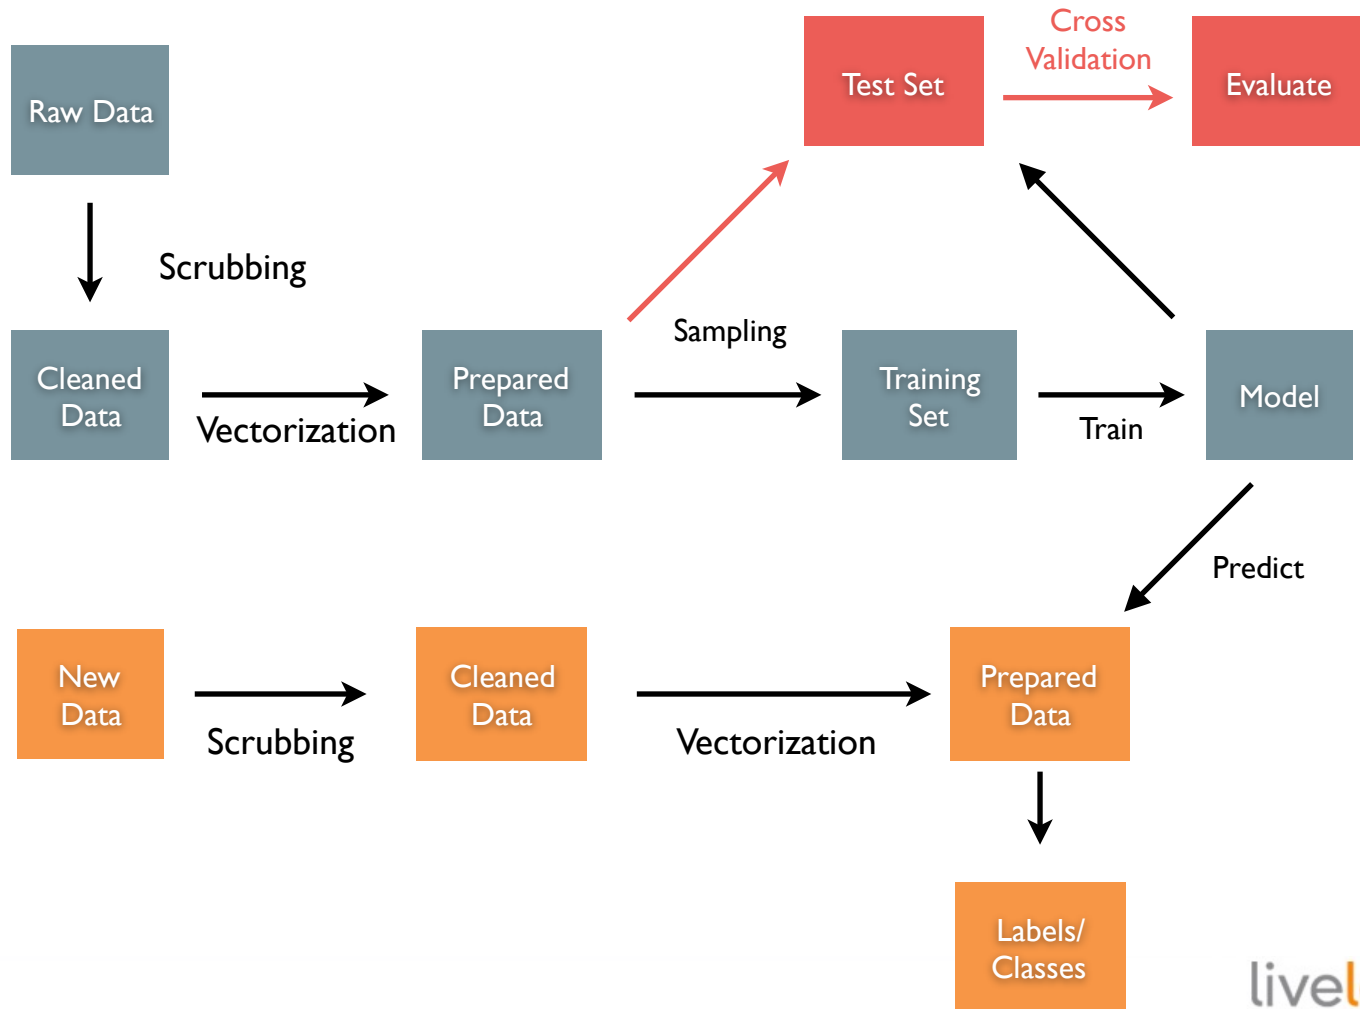 Raw Data
Scrubbing
Cleaned
Data
Vectorization
Prepared
Data
Sampling
Training
Set
Train
Model
Test Set
Cross
Validation
Evaluate
Predict
New
Data
Scrubbing
Cleaned
Data
Vectorization
Prepared
Data
Labels/
Classes